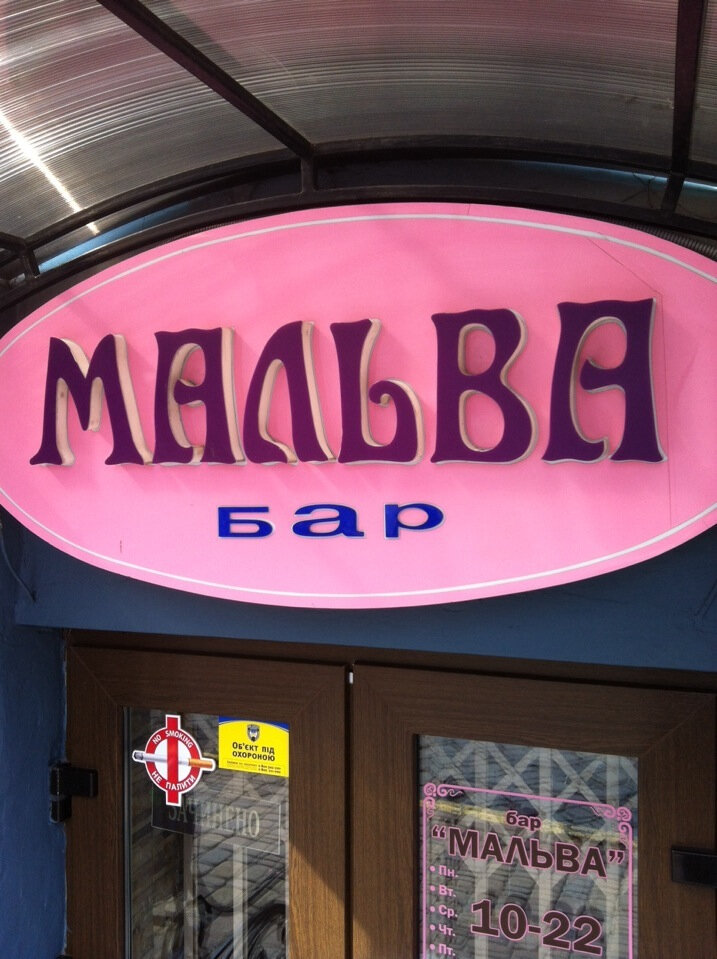 МАЛЬВА
бар
NO SMOKING
НЕ ПАЛИТИ
ОБ'ЄКТ ПІД
ОХОРОНОЮ
бар
“МАЛЬВА”
• Пн.
• Вт.
• Ср.
• Чт.
• Пт.
10-22